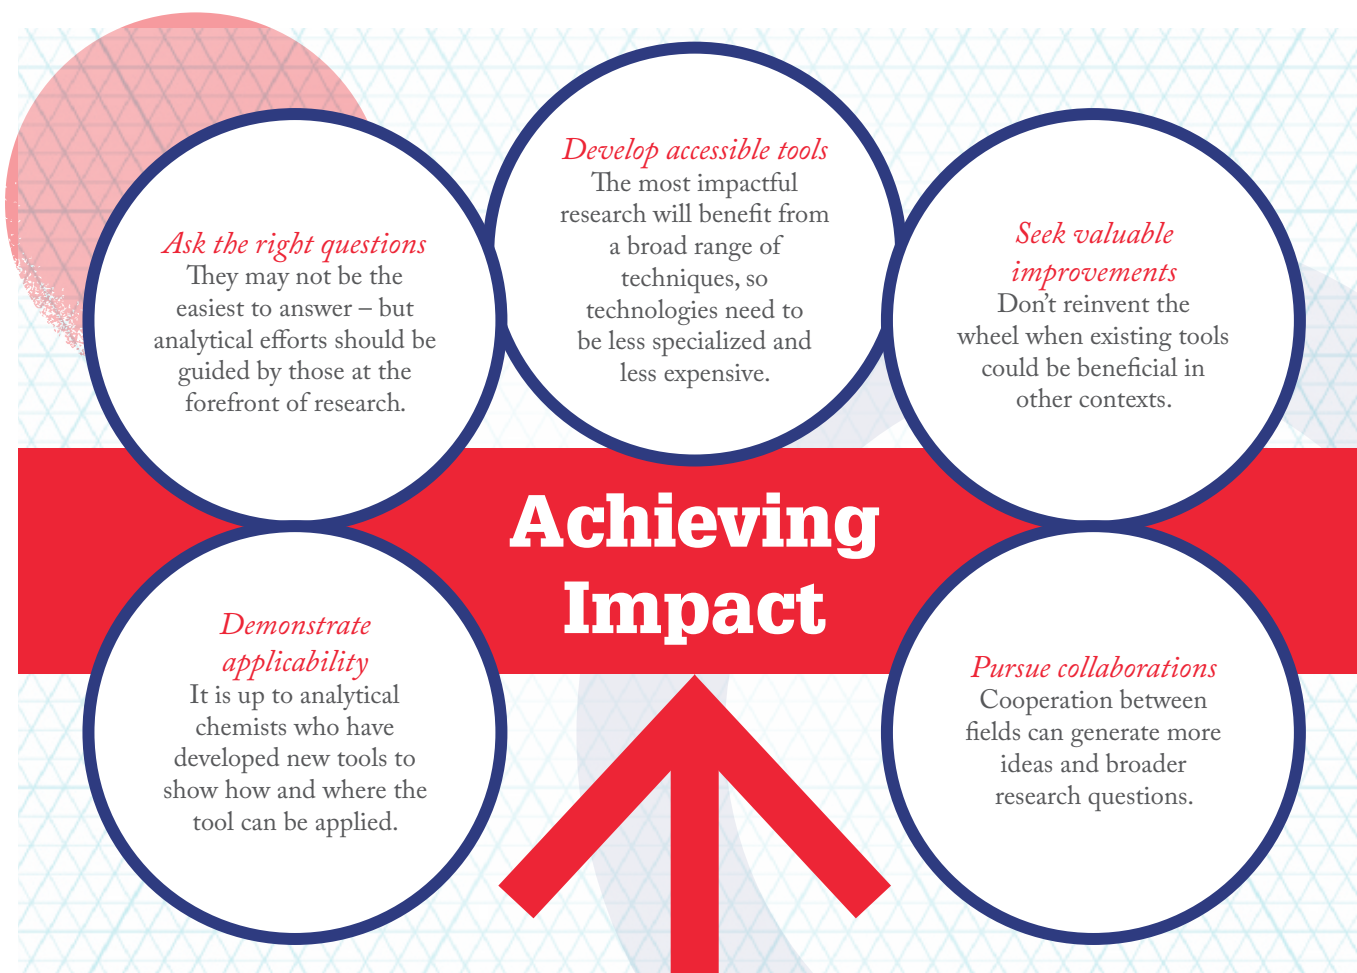 Ask the right questions
They may not be the
easiest to answer – but
analytical efforts should be
guided by those at the
forefront of research.
Develop accessible tools
The most impactful
research will benefit from
a broad range of
techniques, so
technologies need to
be less specialized and
less expensive.
Seek valuable
improvements
Don’t reinvent the
wheel when existing tools
could be beneficial in
other contexts.
Achieving
Impact
Demonstrate
applicability
It is up to analytical
chemists who have
developed new tools to
show how and where the
tool can be applied.
Pursue collaborations
Cooperation between
fields can generate more
ideas and broader
research questions.